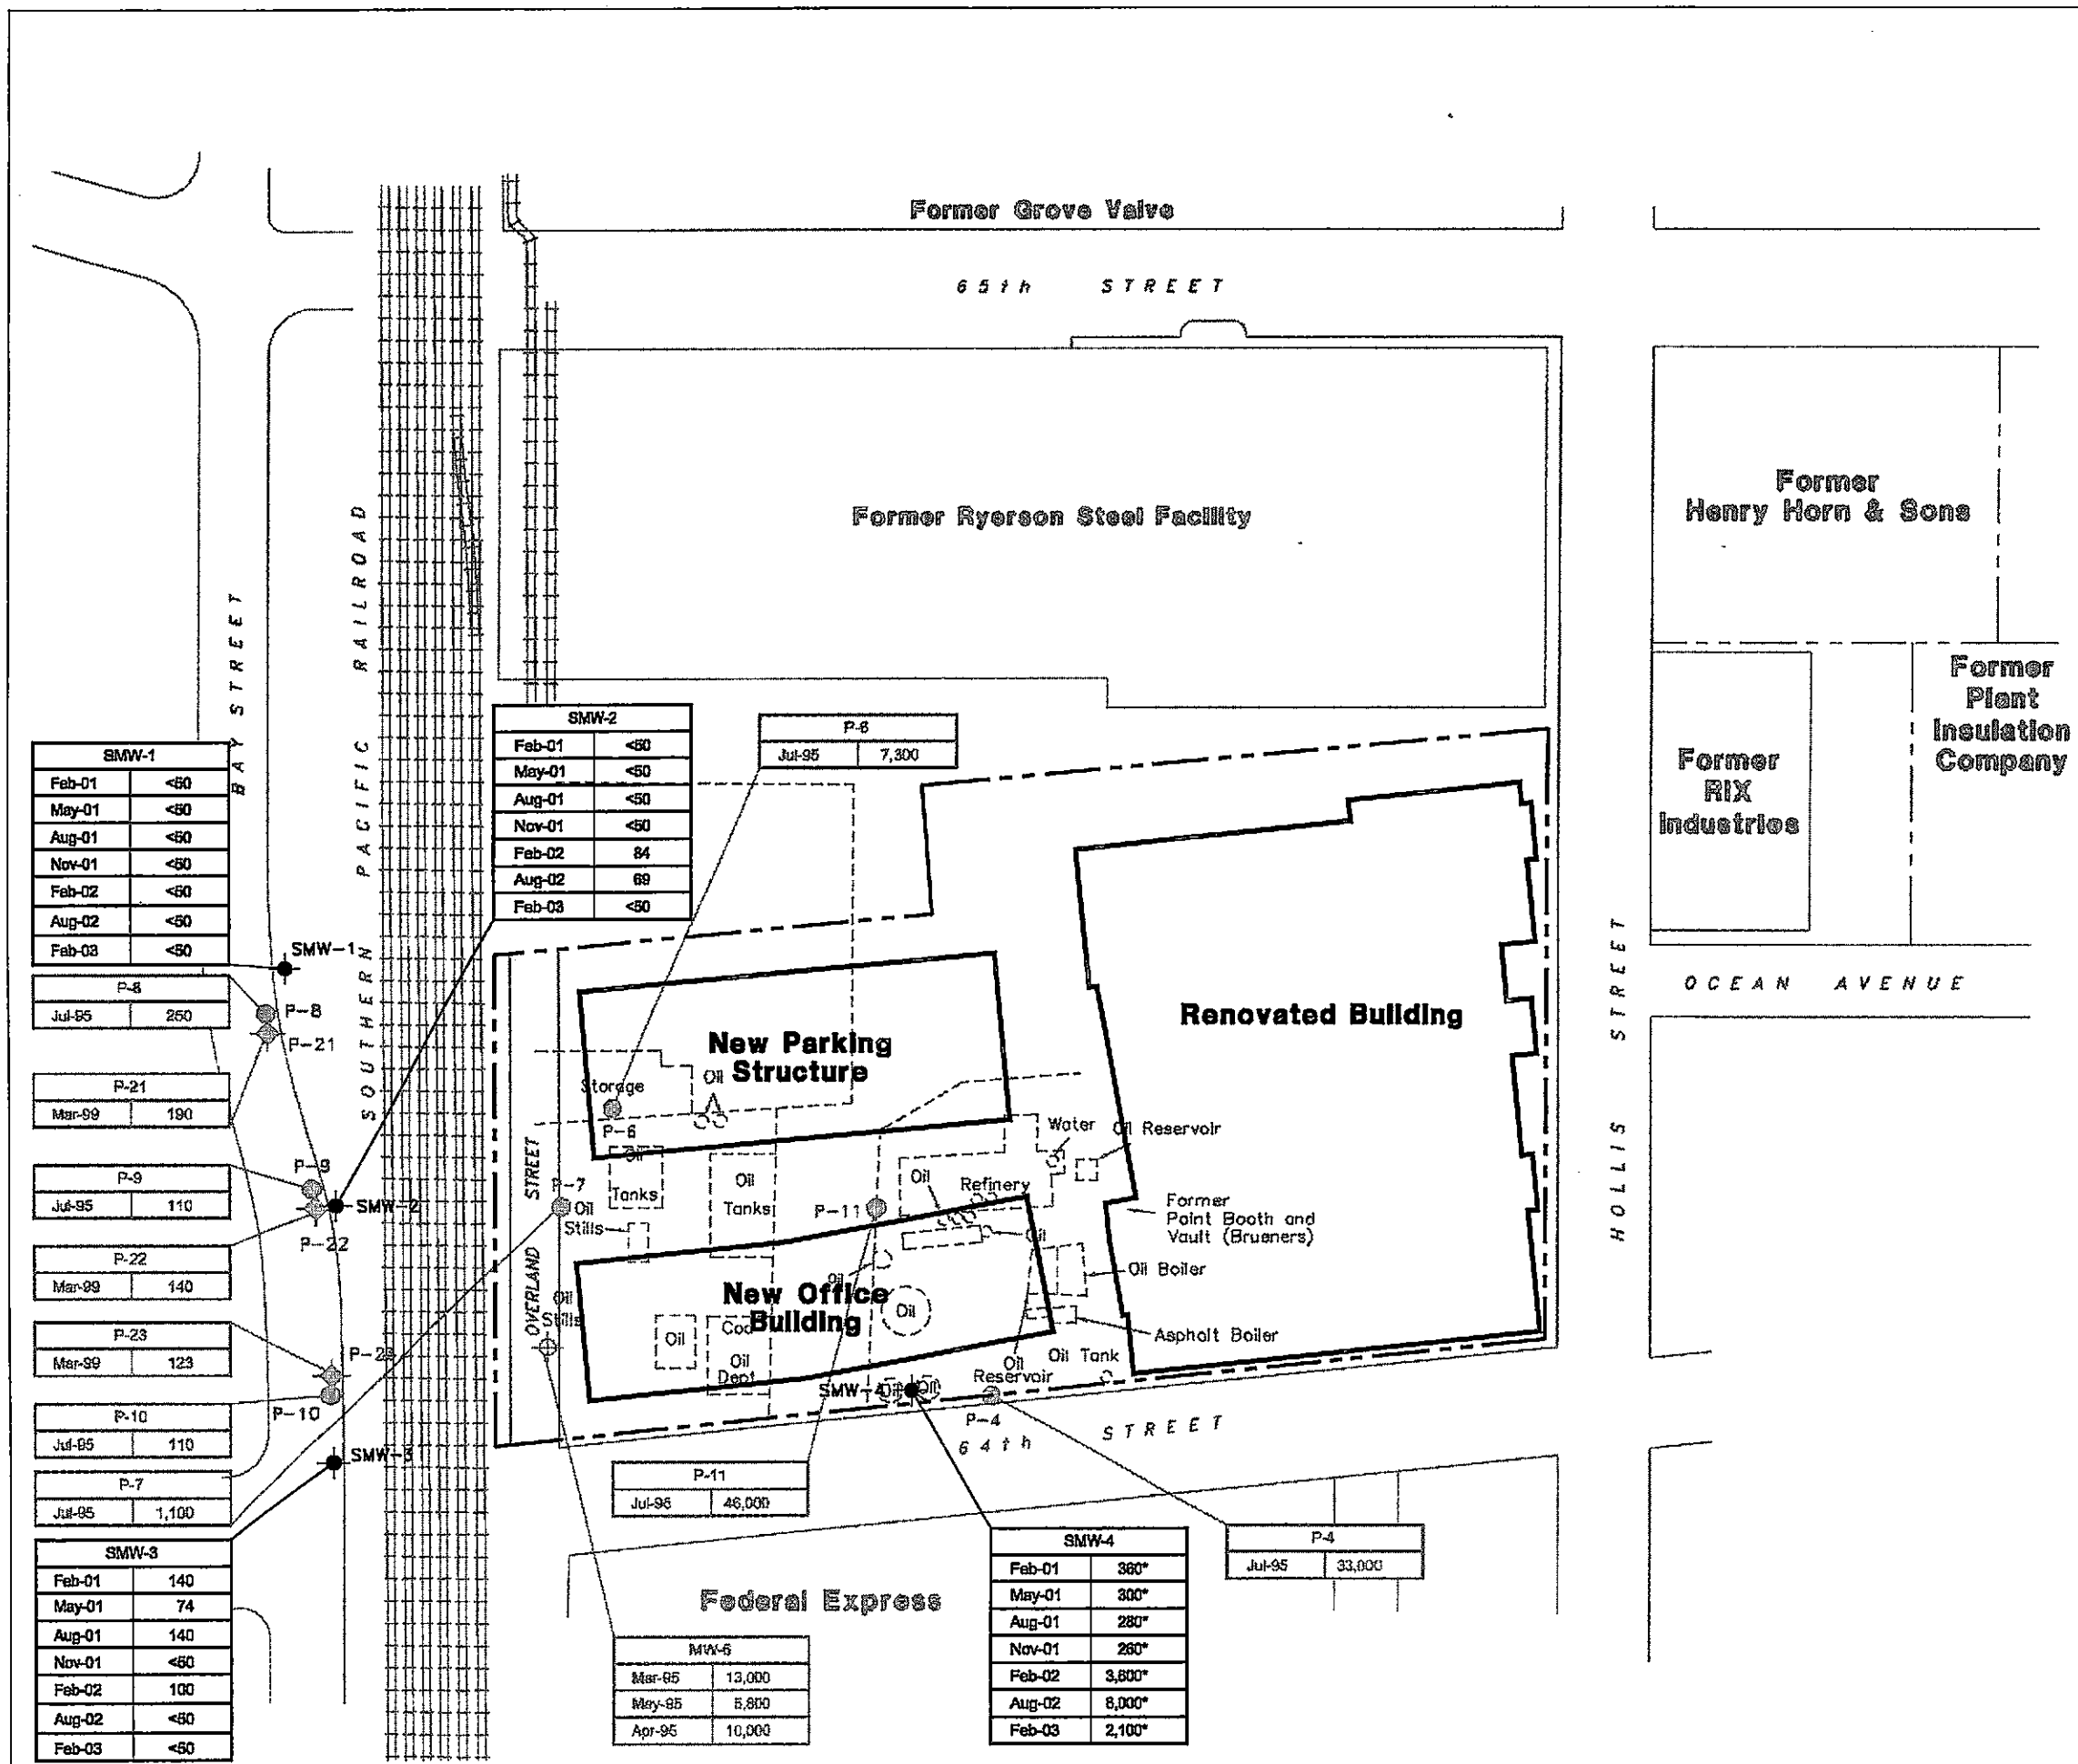 Former Grove Valve
65th STREET
Former Ryerson Steel Facility
Former
Henry Horn & Sons
Former
Plant
Insulation
Company
Former
RIX
Industries
BAY STREET
SOUTHERN PACIFIC RAILROAD
SMW-1
Feb-01 <50
May-01 <50
Aug-01 <50
Nov-01 <50
Feb-02 <50
Aug-02 <50
Feb-03 <50
SMW-2
Feb-01 <50
May-01 <50
Aug-01 <50
Nov-01 <50
Feb-02 84
Aug-02 69
Feb-03 <50
P-6
Jul-95 7,300
SMW-1
P-8
Jul-95 250
P-8
P-21
P-21
Mar-99 190
P-9
Jul-95 110
P-9
SMW-2
P-22
P-22
Mar-99 140
P-23
Mar-99 123
P-23
P-10
P-10
Jul-95 110
SMW-3
P-7
Jul-95 1,100
SMW-3
Feb-01 140
May-01 74
Aug-01 140
Nov-01 <50
Feb-02 100
Aug-02 <50
Feb-03 <50
OVERLAND STREET
New Parking
Structure
Renovated Building
HOLLIS STREET
OCEAN AVENUE
Storage
P-6
Oil
Oil
Tanks
Oil
Tanks
P-7
Oil
Stills
P-11
Oil
Refinery
Water
Oil Reservoir
Former
Paint Booth and
Vault (Brueners)
Oil
Oil Boiler
Asphalt Boiler
Oil
Oil
New Office
Building
Oil
Stills
Oil
Oil
Dept
Oil
Reservoir
Oil Tank
SMW-4
Oil
Oil
P-4
64th STREET
P-11
Jul-95 46,000
P-4
Jul-95 33,000
Federal Express
MW-6
Mar-95 13,000
May-95 5,800
Apr-95 10,000
SMW-4
Feb-01 360*
May-01 300*
Aug-01 280*
Nov-01 260*
Feb-02 3,600*
Feb-03 2,100*